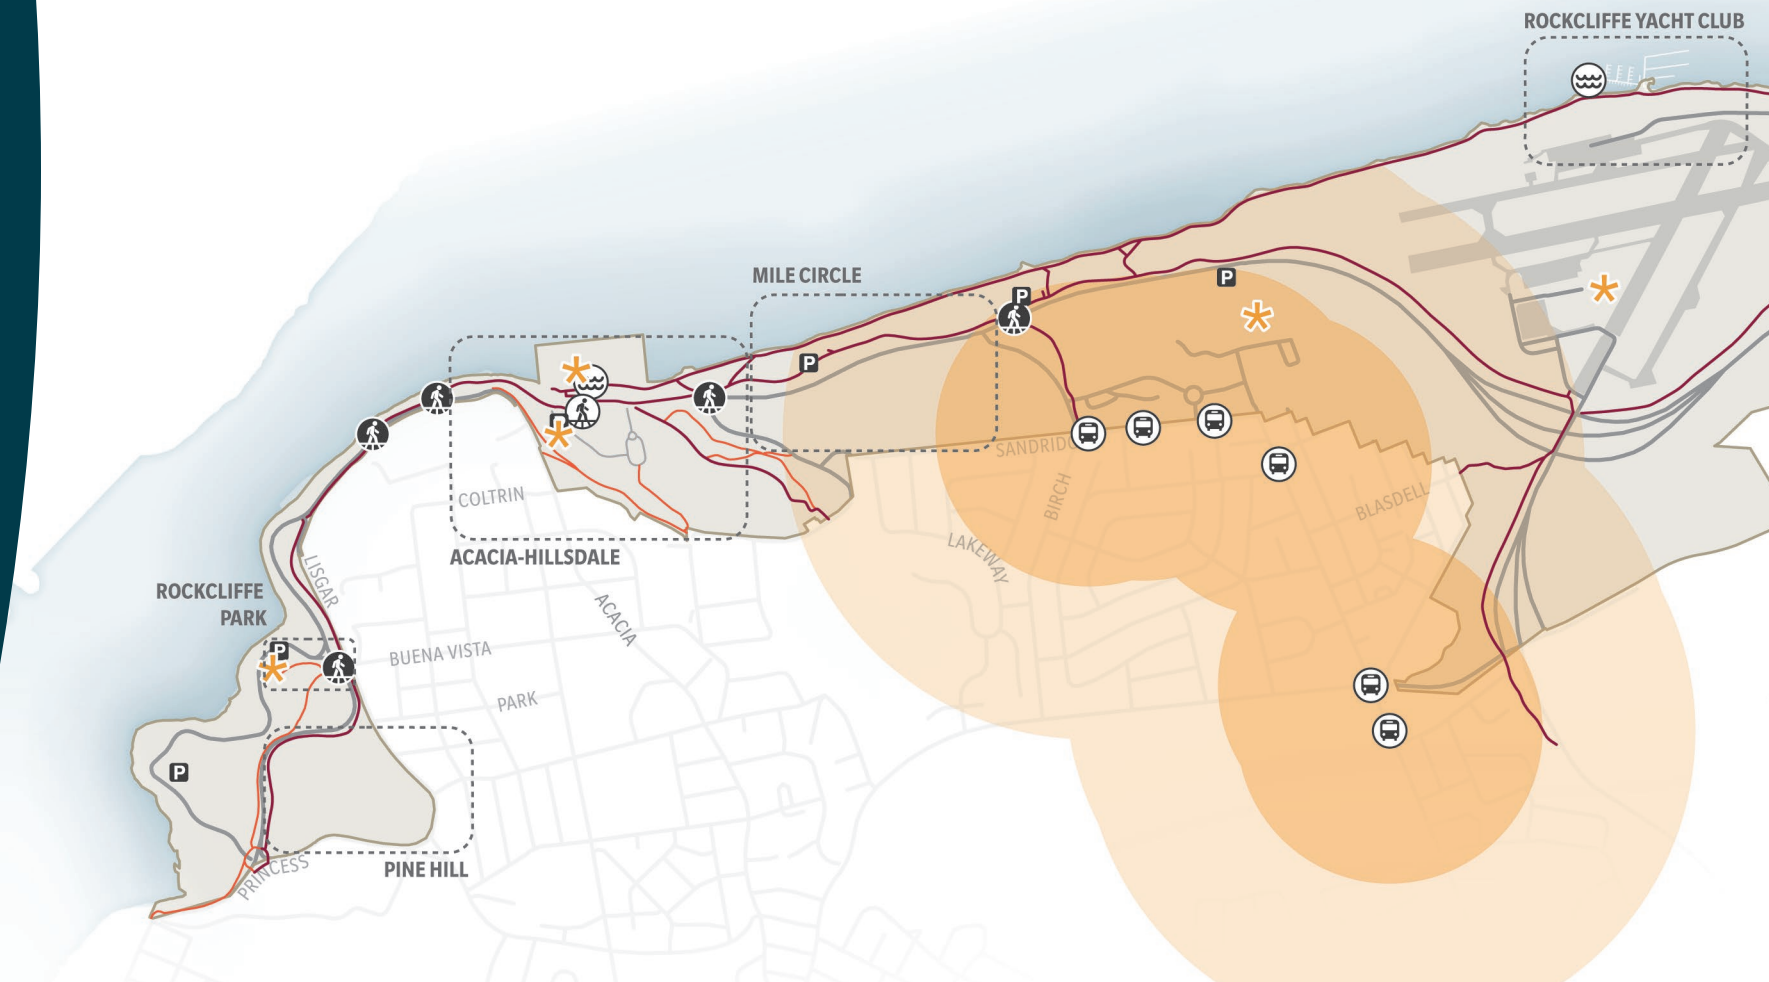 ROCKCLIFFE YACHT CLUB
MILE CIRCLE
P
P
P
P
SANDRIDG
BIRCH
BLASDELL
LAKEWAY
COLTRIN
ACACIA-HILLSDALE
LISGAR
ROCKCLIFFE
PARK
ACACIA
P
BUENA VISTA
PARK
P
PINE HILL
PRINCESS